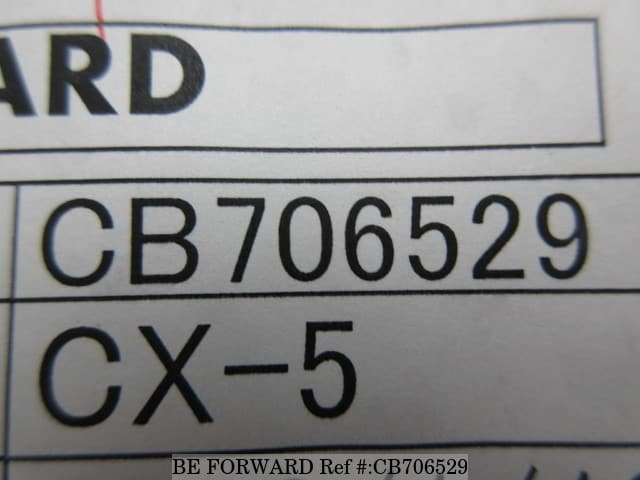 ARD
CB706529
CX-5
BE FORWARD Ref #:CB706529